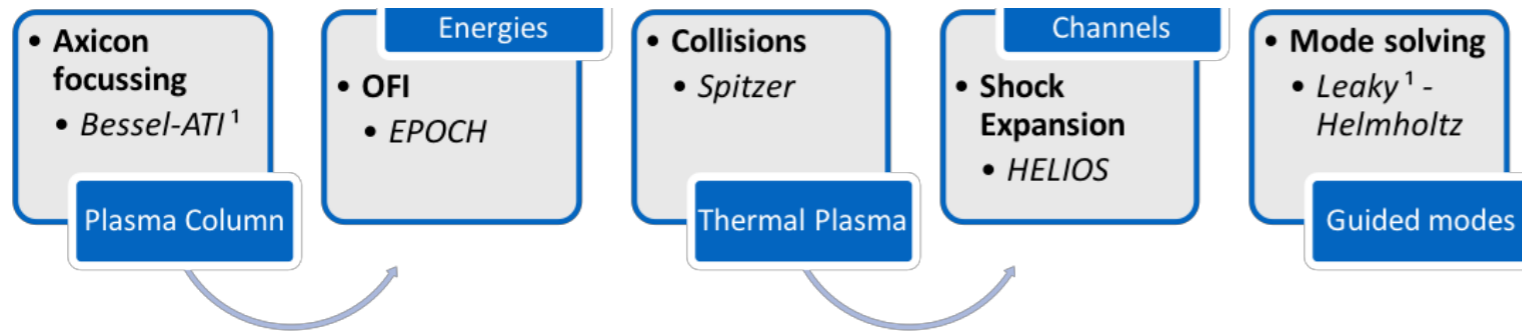 • Axicon
focussing
• Bessel-ATI ¹
Plasma Column
Energies
• OFI
• EPOCH
• Collisions
• Spitzer
Thermal Plasma
Channels
• Shock
Expansion
• HELIOS
• Mode solving
• Leaky ¹ -
Helmholtz
Guided modes